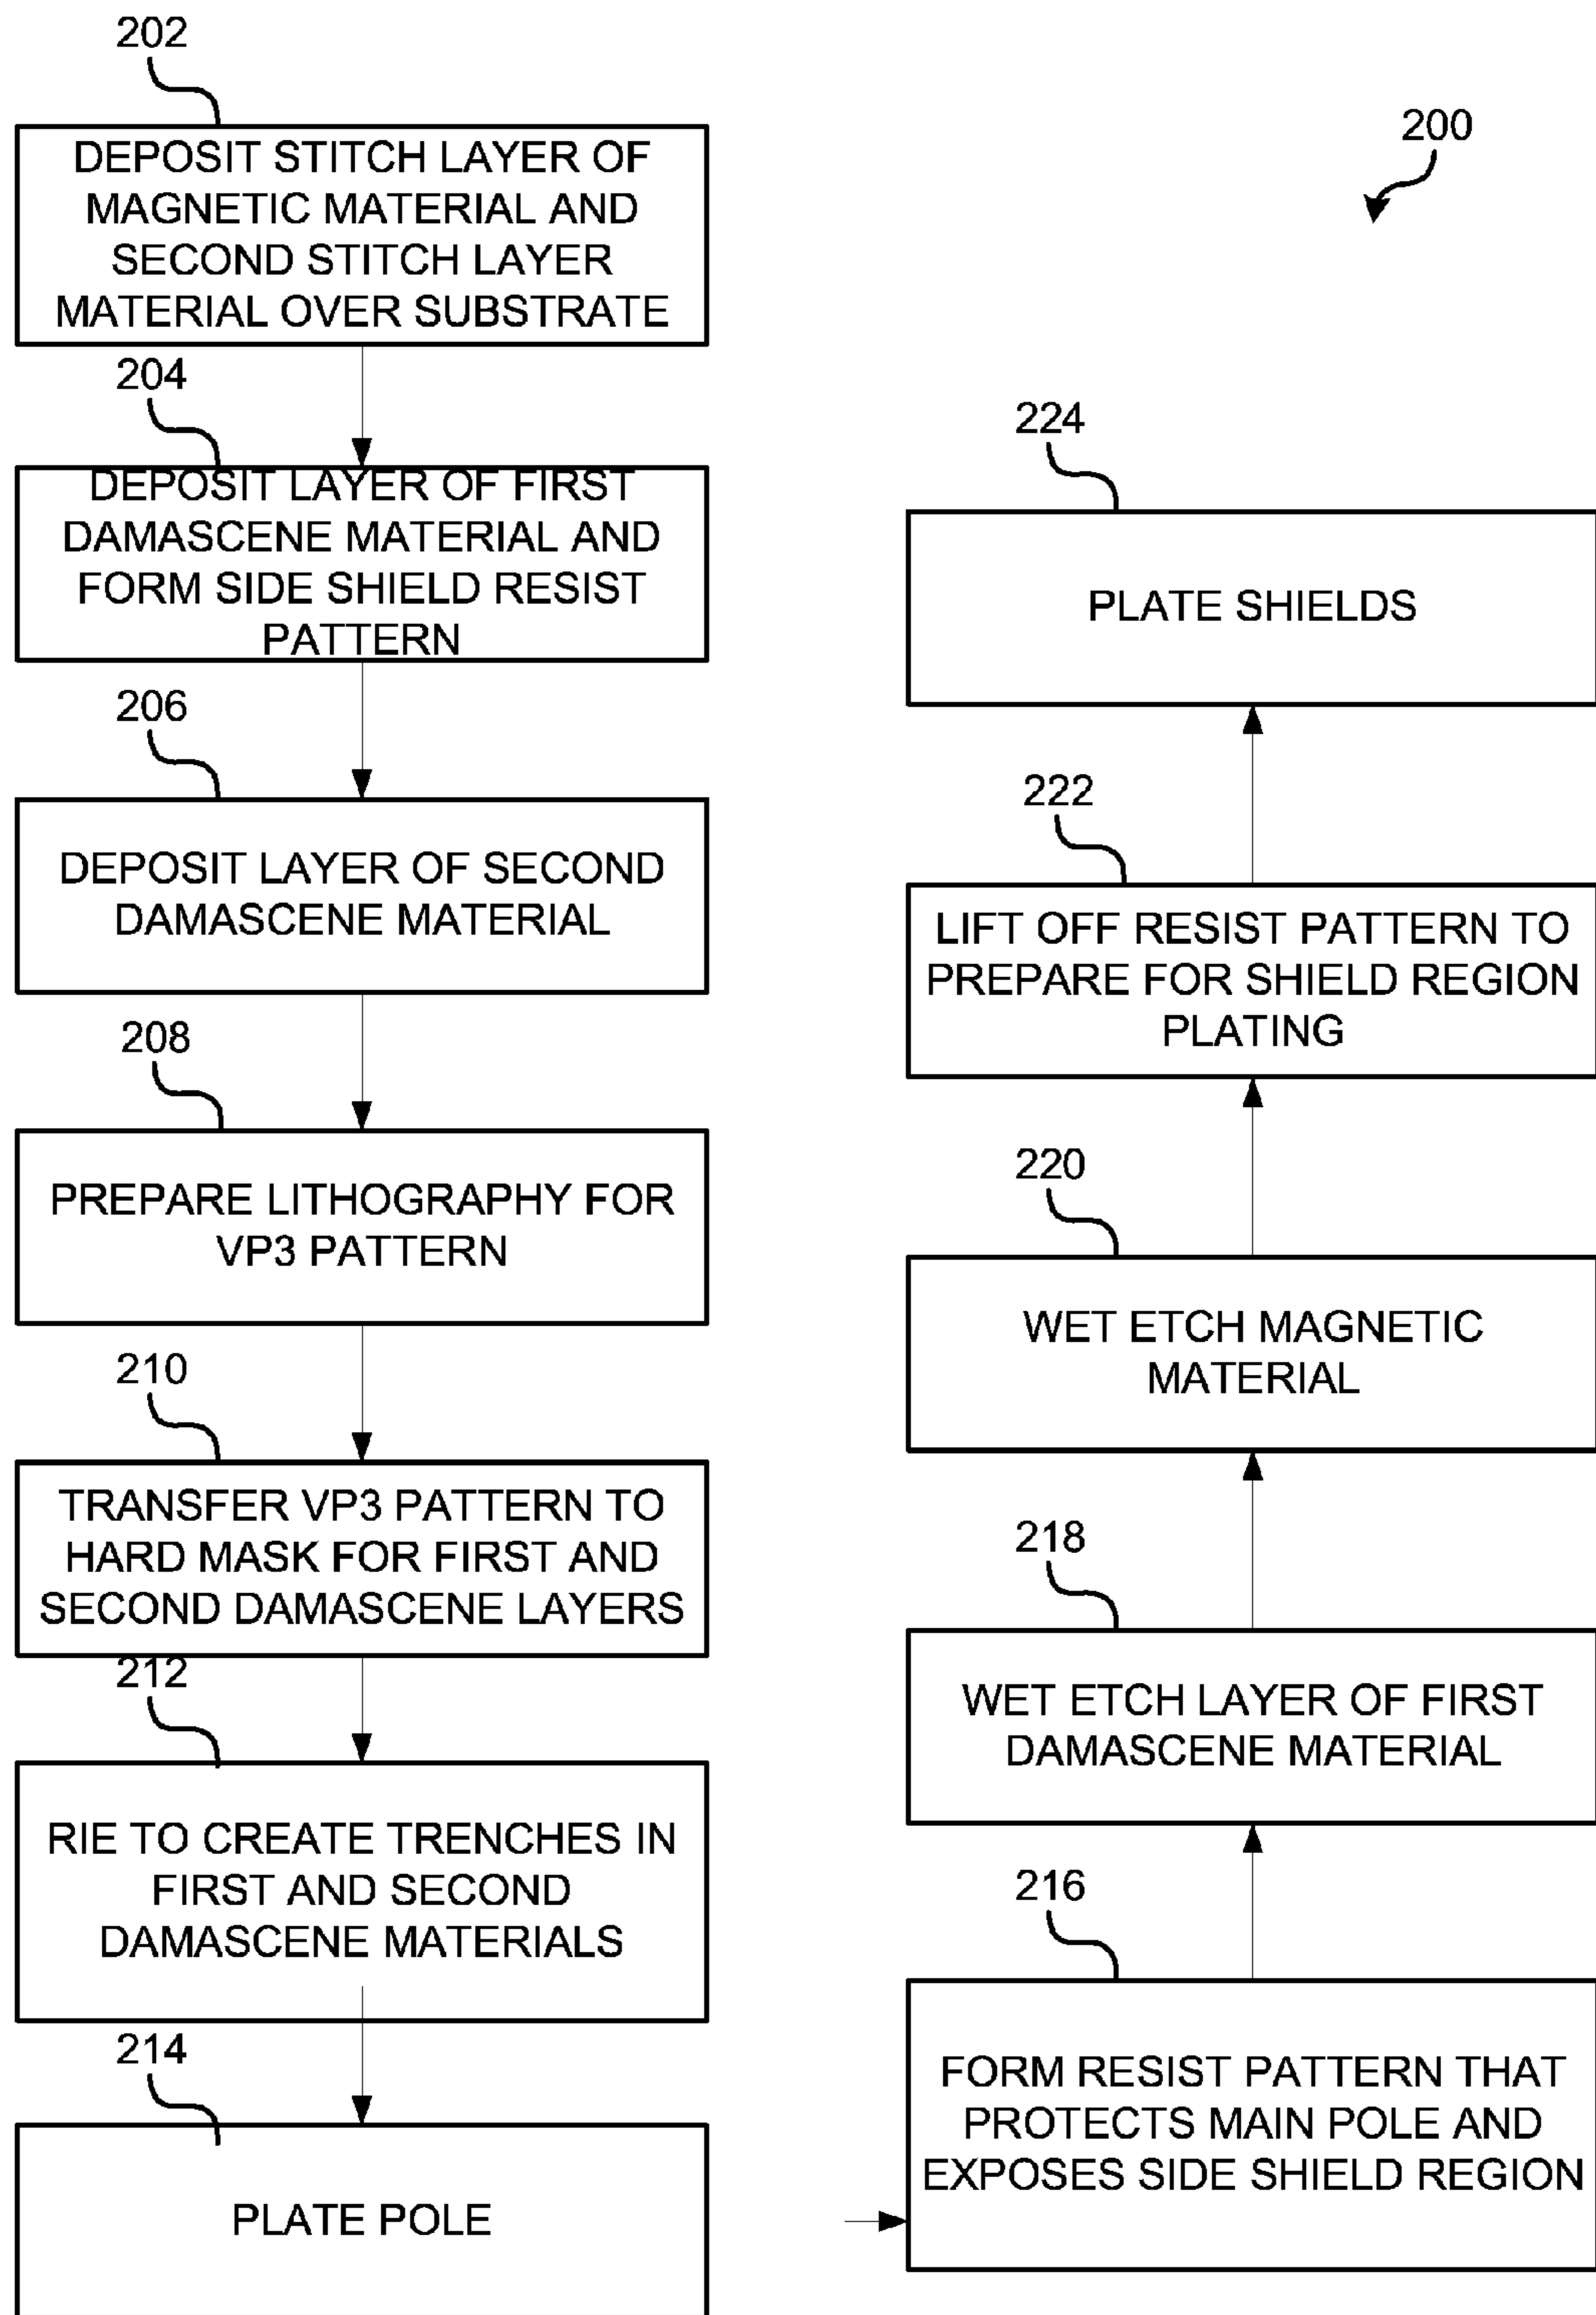 202
DEPOSIT STITCH LAYER OF
MAGNETIC MATERIAL AND
SECOND STITCH LAYER
MATERIAL OVER SUBSTRATE
204
DEPOSIT LAYER OF FIRST
DAMASCENE MATERIAL AND
FORM SIDE SHIELD RESIST
PATTERN
206
DEPOSIT LAYER OF SECOND
DAMASCENE MATERIAL
208
PREPARE LITHOGRAPHY FOR
VP3 PATTERN
210
TRANSFER VP3 PATTERN TO
HARD MASK FOR FIRST AND
SECOND DAMASCENE LAYERS
212
RIE TO CREATE TRENCHES IN
FIRST AND SECOND
DAMASCENE MATERIALS
214
PLATE POLE
200
224
PLATE SHIELDS
222
LIFT OFF RESIST PATTERN TO
PREPARE FOR SHIELD REGION
PLATING
220
WET ETCH MAGNETIC
MATERIAL
218
WET ETCH LAYER OF FIRST
DAMASCENE MATERIAL
216
FORM RESIST PATTERN THAT
PROTECTS MAIN POLE AND
EXPOSES SIDE SHIELD REGION